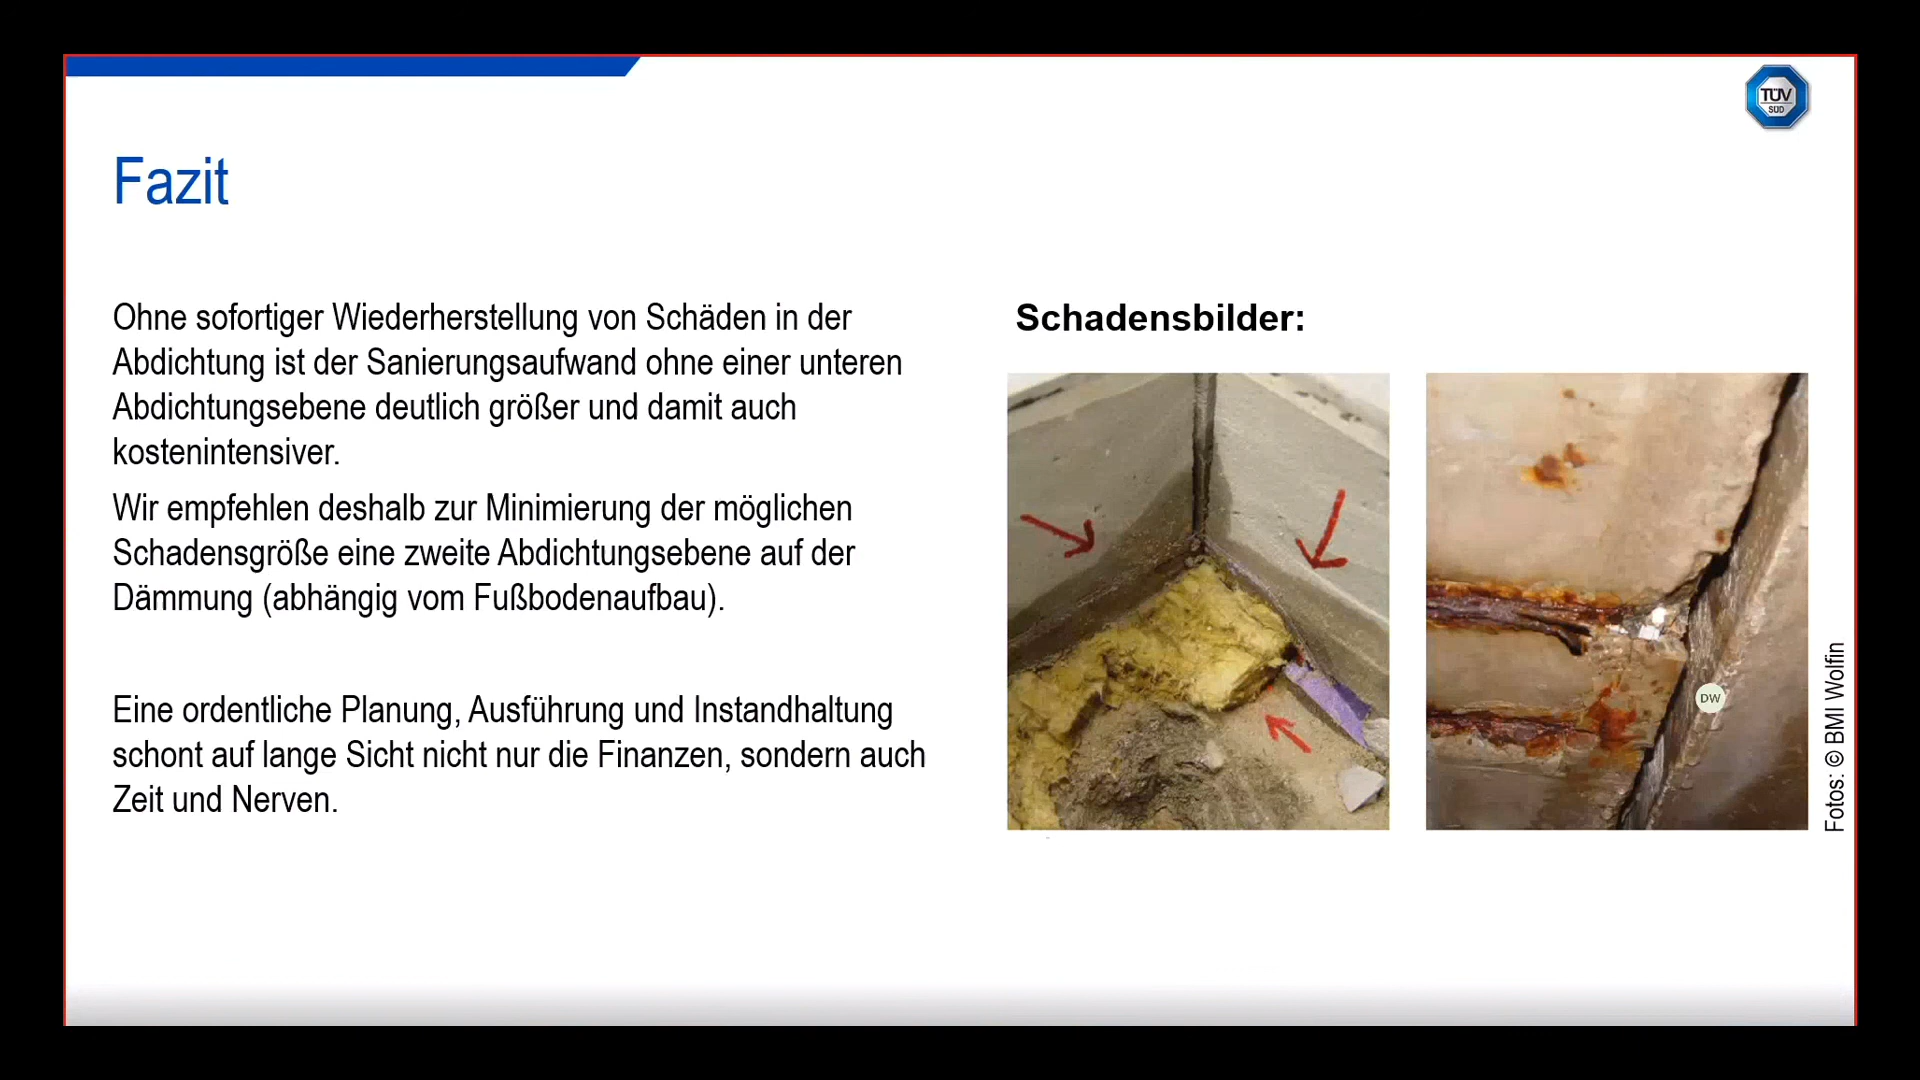 TÜV
SÜD
Fazit
Ohne sofortiger Wiederherstellung von Schäden in der
Abdichtung ist der Sanierungsaufwand ohne einer unteren
Abdichtungsebene deutlich größer und damit auch
kostenintensiver.
Wir empfehlen deshalb zur Minimierung der möglichen
Schadensgröße eine zweite Abdichtungsebene auf der
Dämmung (abhängig vom Fußbodenaufbau).
Eine ordentliche Planung, Ausführung und Instandhaltung
schont auf lange Sicht nicht nur die Finanzen, sondern auch
Zeit und Nerven.
Schadensbilder:
DW
Fotos: © BMI Wolfin